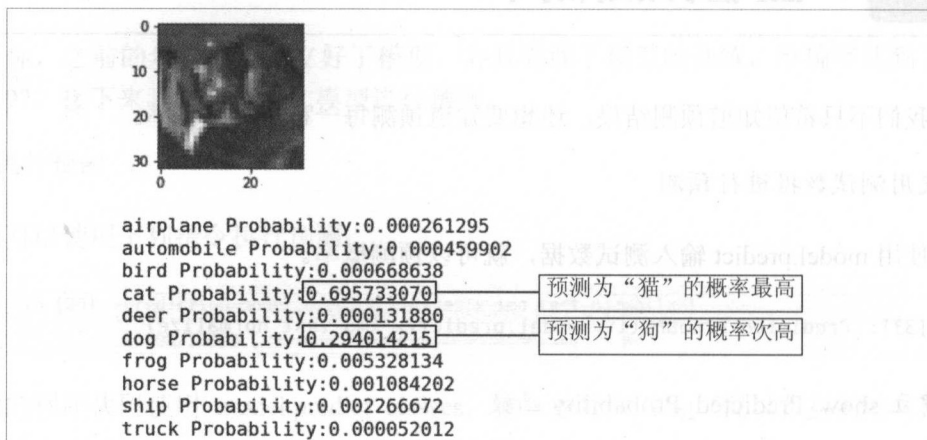 0
10
20
30
0 20
airplane Probability:0.000261295
automobile Probability:0.000459902
bird Probability:0.000668638
cat Probability:0.695733070 预测为“猫”的概率最高
deer Probability:0.000131880
dog Probability:0.294014215 预测为“狗”的概率次高
frog Probability:0.005328134
horse Probability:0.001084202
ship Probability:0.002266672
truck Probability:0.000052012